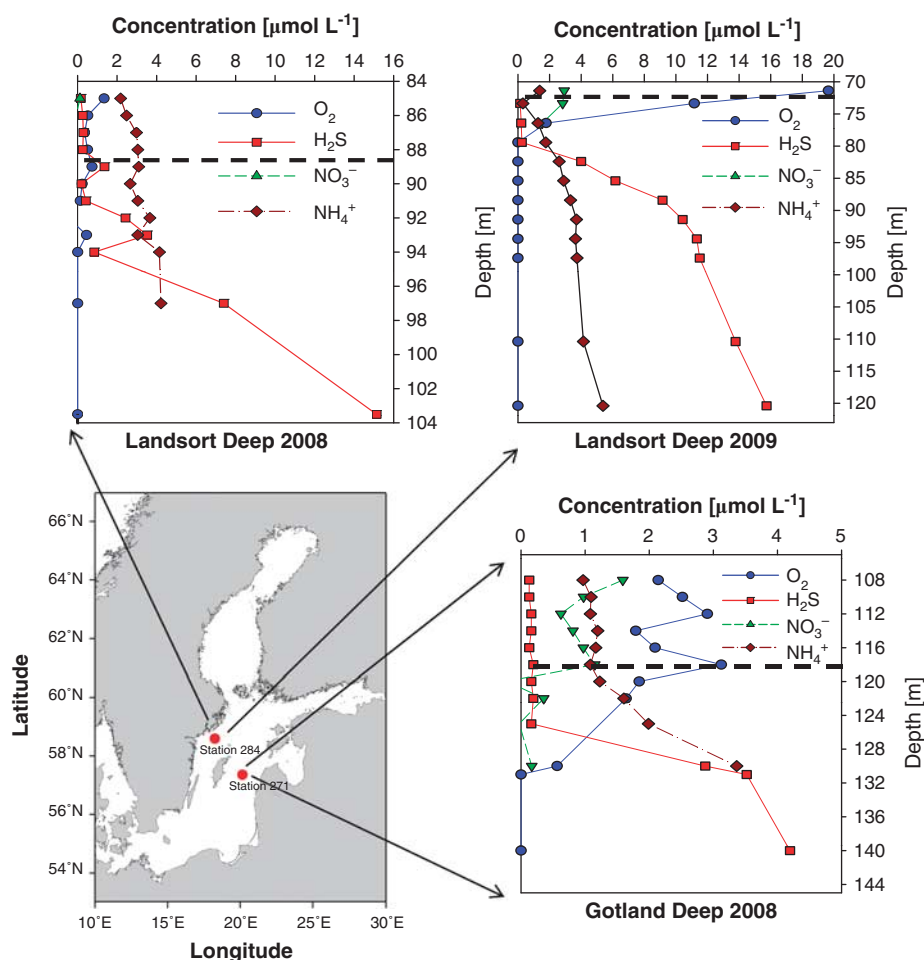 Concentration [µmol L⁻¹]
0 2 4 6 8 10 12 14 16
84
86
88
90
92
94
96
98
100
102
104
Depth [m]
O₂
H₂S
NO₃⁻
NH₄⁺
Landsort Deep 2008
Concentration [µmol L⁻¹]
0 2 4 6 8 10 12 14 16 18 20
70
75
80
85
90
95
100
105
110
115
120
Depth [m]
O₂
H₂S
NO₃⁻
NH₄⁺
Landsort Deep 2009
66°N
64°N
62°N
60°N
58°N
56°N
54°N
Latitude
Station 284
Station 271
10°E 15°E 20°E 25°E 30°E
Longitude
Concentration [µmol L⁻¹]
0 1 2 3 4 5
108
112
116
120
124
128
132
136
140
144
Depth [m]
O₂
H₂S
NO₃⁻
NH₄⁺
Gotland Deep 2008